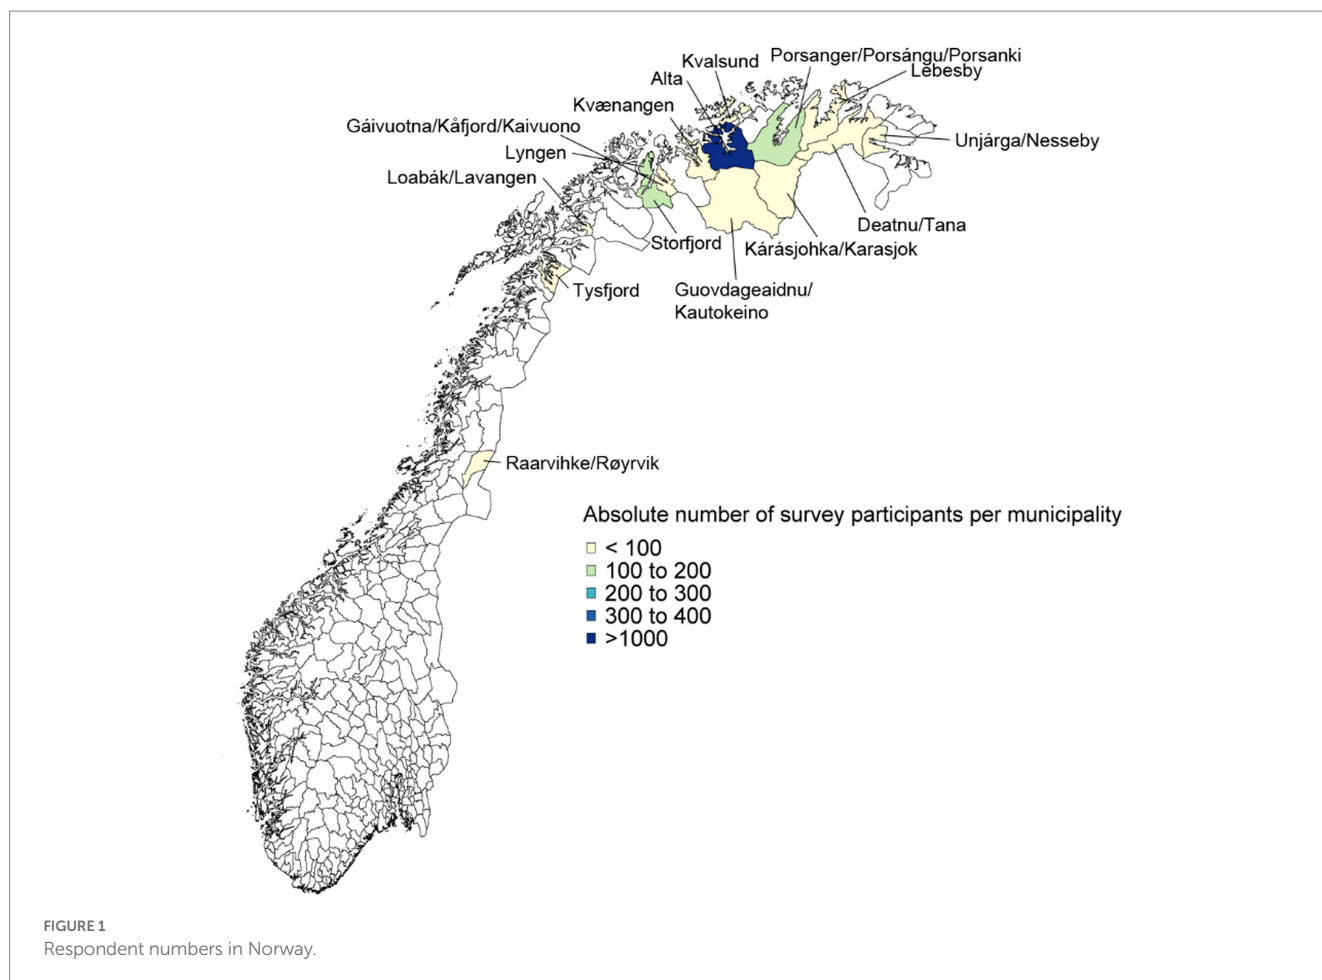 Kvalsund
Porsanger/Porsángu/Porsanki
Alta
Lebesby
Kvænangen
Gáivuotna/Kåfjord/Kaivuono
Unjárga/Nesseby
Lyngen
Loabák/Lavangen
Deatnu/Tana
Storfjord
Kárásjohka/Karasjok
Tysfjord
Guovdageaidnu/
Kautokeino
Raarvihke/Røyrvik
Absolute number of survey participants per municipality
< 100
100 to 200
200 to 300
300 to 400
>1000
FIGURE 1
Respondent numbers in Norway.